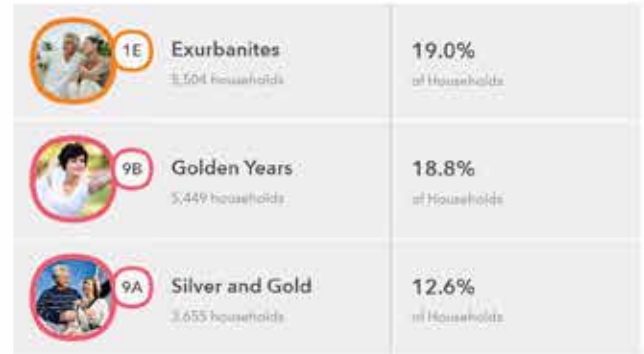 1E
Exurbanites
5,504 households
19.0%
of Households
9B
Golden Years
5,449 households
18.8%
of Households
9A
Silver and Gold
3,655 households
12.6%
of Households